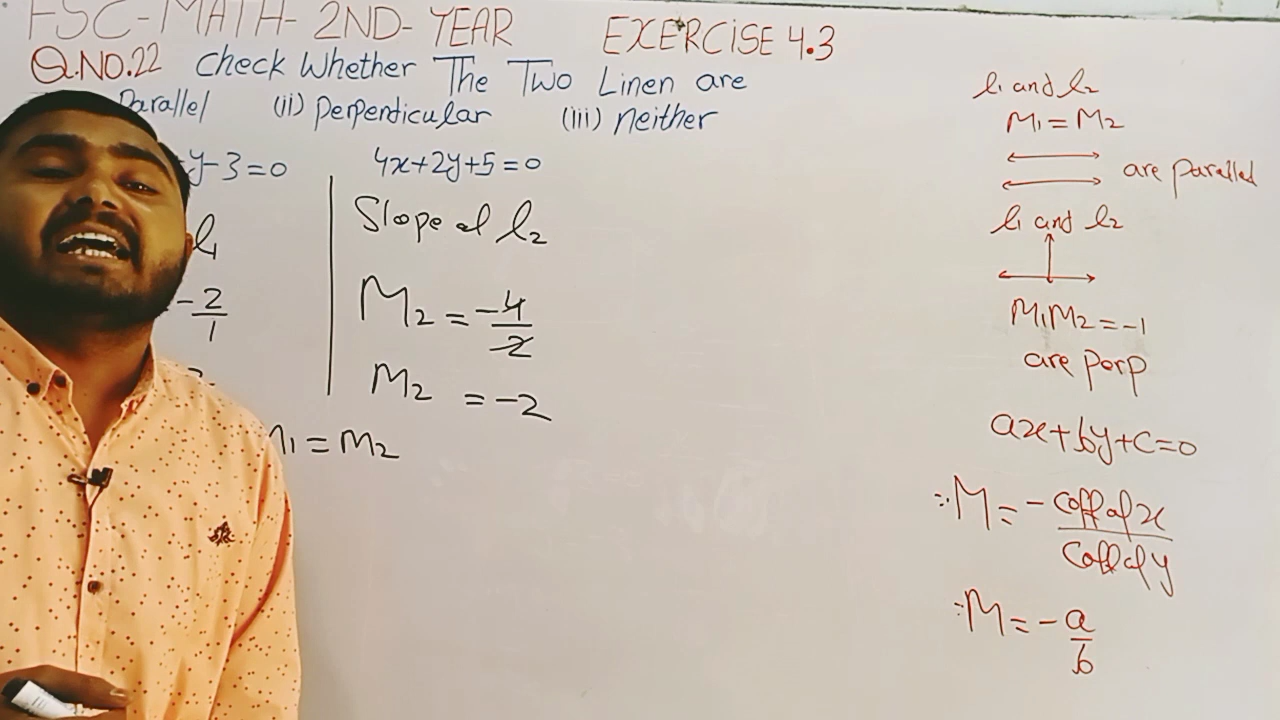 FSC-MATH-2ND-YEAR EXERCISE 4.3
Q.NO.22 Check Whether The Two Linen are
Parallel (ii) perpendicular (iii) neither
y-3=0 4x+2y+5=0
l₁
-2/1
Slope of l₂
M₂ = -4/2
M₂ = -2
M₁ = M₂
l₁ and l₂
M₁ = M₂
are parallel
l₁ and l₂
M₁M₂ = -1
are perp
ax+by+c=0
∴ M = - coff of x / coff of y
∴ M = - a/b